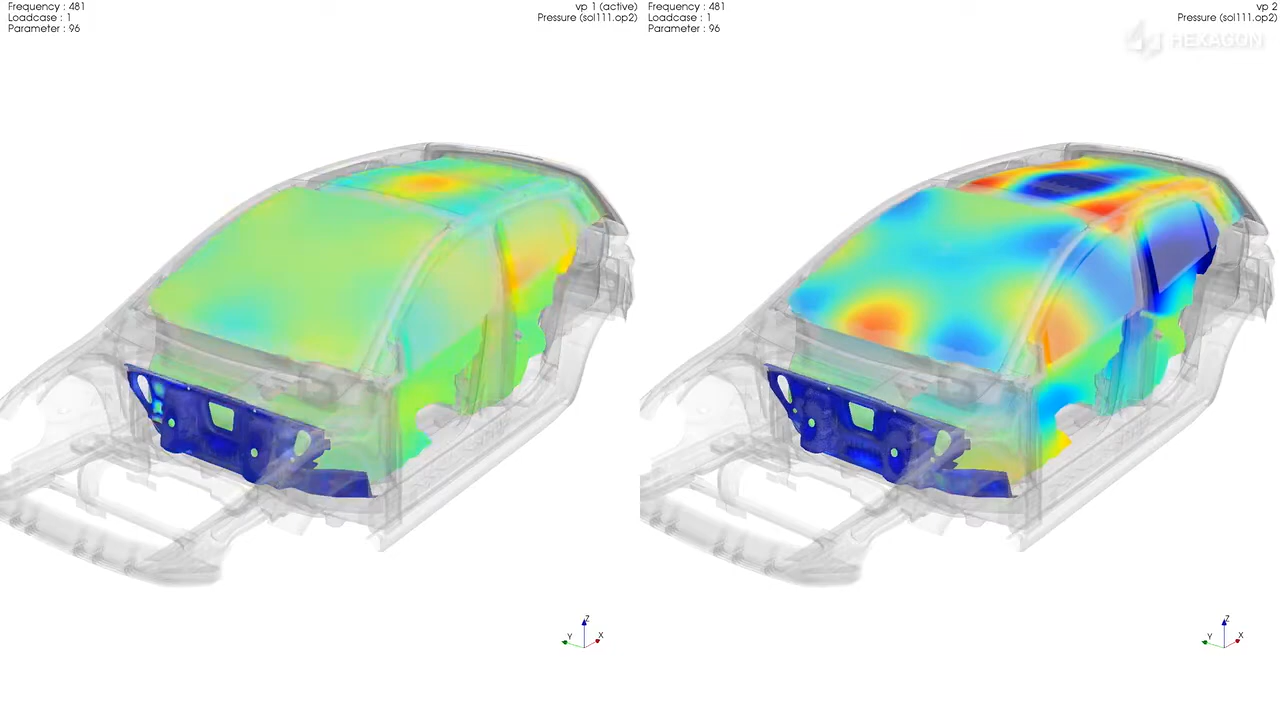 Frequency : 481
Loadcase : 1
Parameter : 96
vp 1 (active)
Pressure (sol111.op2)
Frequency : 481
Loadcase : 1
Parameter : 96
vp 2
Pressure (sol111.op2)
HEXAGON
Z
Y
X
Z
Y
X